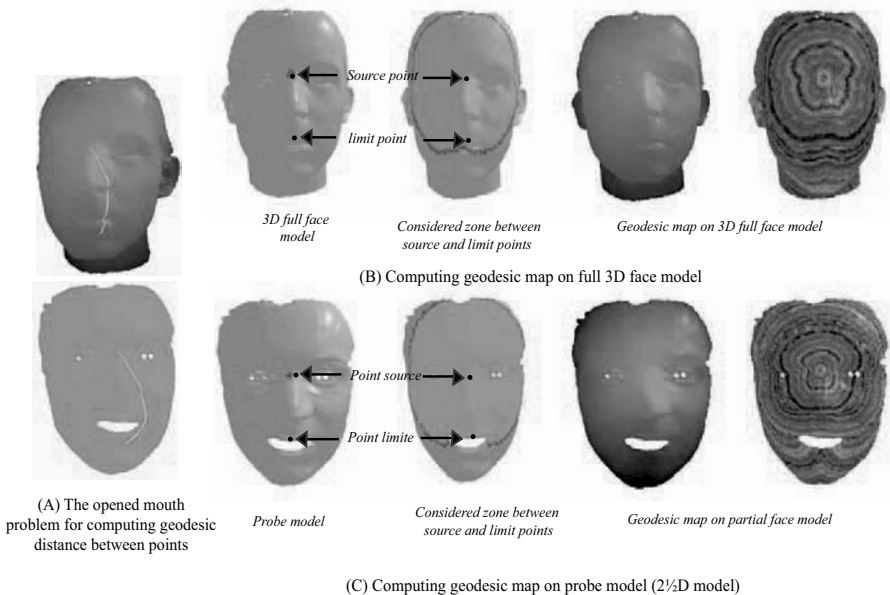 Source point
limit point
3D full face
model
Considered zone between
source and limit points
Geodesic map on 3D full face model
(B) Computing geodesic map on full 3D face model
Point source
Point limite
(A) The opened mouth
problem for computing geodesic
distance between points
Probe model
Considered zone between
source and limit points
Geodesic map on partial face model
(C) Computing geodesic map on probe model (2½D model)